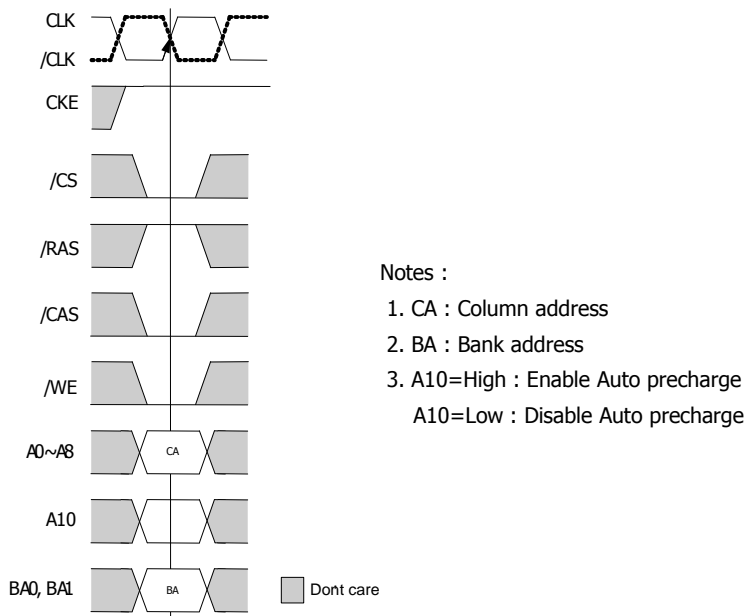 CLK
/CLK
CKE
/CS
/RAS
/CAS
/WE
A0~A8
CA
A10
BA0, BA1
BA
Dont care
Notes :
1. CA : Column address
2. BA : Bank address
3. A10=High : Enable Auto precharge
A10=Low : Disable Auto precharge